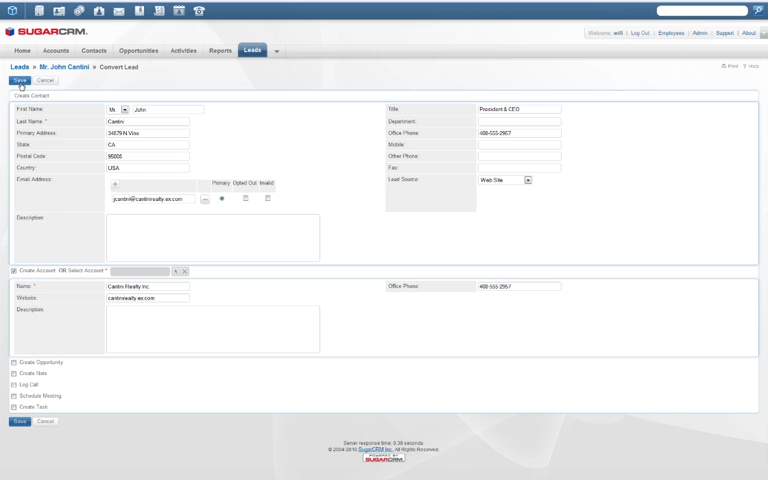 SUGARCRM.
Welcome, will | Log Out | Employees | Admin | Support | About
Home Accounts Contacts Opportunities Activities Reports Leads
Leads » Mr. John Cantini » Convert Lead
Print ? Help
Save Cancel
Create Contact
First Name: Mr. John Title: President & CEO
Last Name: * Cantini Department:
Primary Address: 34879 N Vine Office Phone: 408-555-2957
State: CA Mobile:
Postal Code: Other Phone:
Country: USA Fax:
Email Address: Primary Opted Out Invalid Lead Source: Web Site
jcantini@cantinirealty.ex.com
Description:
Create Account OR Select Account *
Name: * Cantini Realty Inc Office Phone: 408-555-2957
Website: cantinirealty.ex.com
Description:
Create Opportunity
Create Note
Log Call
Schedule Meeting
Create Task
Save Cancel
Server response time: 0.38 seconds.
© 2004-2010 SugarCRM Inc. All Rights Reserved.
POWERED BY
SUGARCRM.